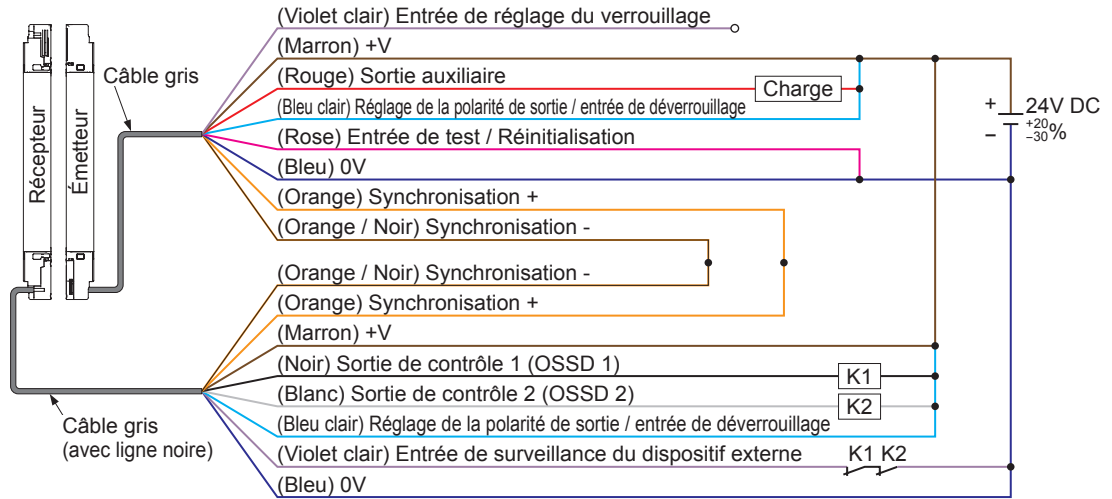 (Violet clair) Entrée de réglage du verrouillage
(Marron) +V
Câble gris
(Rouge) Sortie auxiliaire
Charge
(Bleu clair) Réglage de la polarité de sortie / entrée de déverrouillage
+ 24V DC
− +20 −30 %
(Rose) Entrée de test / Réinitialisation
Récepteur
Émetteur
(Bleu) 0V
(Orange) Synchronisation +
(Orange / Noir) Synchronisation -
(Orange / Noir) Synchronisation -
(Orange) Synchronisation +
(Marron) +V
(Noir) Sortie de contrôle 1 (OSSD 1)
K1
(Blanc) Sortie de contrôle 2 (OSSD 2)
K2
Câble gris
(avec ligne noire)
(Bleu clair) Réglage de la polarité de sortie / entrée de déverrouillage
(Violet clair) Entrée de surveillance du dispositif externe
K1 K2
(Bleu) 0V